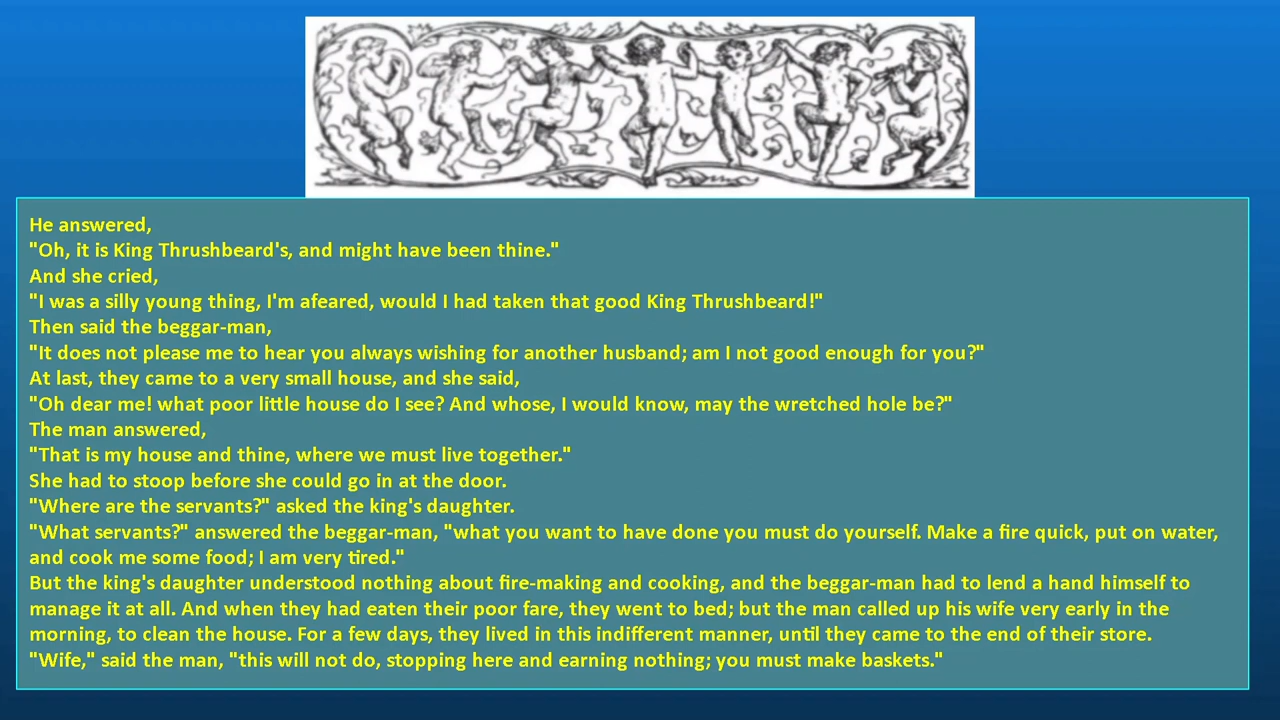 He answered,
"Oh, it is King Thrushbeard's, and might have been thine."
And she cried,
"I was a silly young thing, I'm afeared, would I had taken that good King Thrushbeard!"
Then said the beggar-man,
"It does not please me to hear you always wishing for another husband; am I not good enough for you?"
At last, they came to a very small house, and she said,
"Oh dear me! what poor little house do I see? And whose, I would know, may the wretched hole be?"
The man answered,
"That is my house and thine, where we must live together."
She had to stoop before she could go in at the door.
"Where are the servants?" asked the king's daughter.
"What servants?" answered the beggar-man, "what you want to have done you must do yourself. Make a fire quick, put on water,
and cook me some food; I am very tired."
But the king's daughter understood nothing about fire-making and cooking, and the beggar-man had to lend a hand himself to
manage it at all. And when they had eaten their poor fare, they went to bed; but the man called up his wife very early in the
morning, to clean the house. For a few days, they lived in this indifferent manner, until they came to the end of their store.
"Wife," said the man, "this will not do, stopping here and earning nothing; you must make baskets."